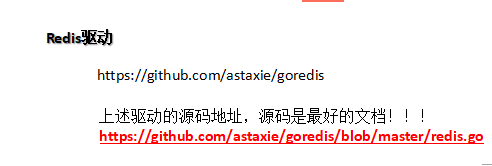 Redis驱动
https://github.com/astaxie/goredis
上述驱动的源码地址，源码是最好的文档！！！
https://github.com/astaxie/goredis/blob/master/redis.go